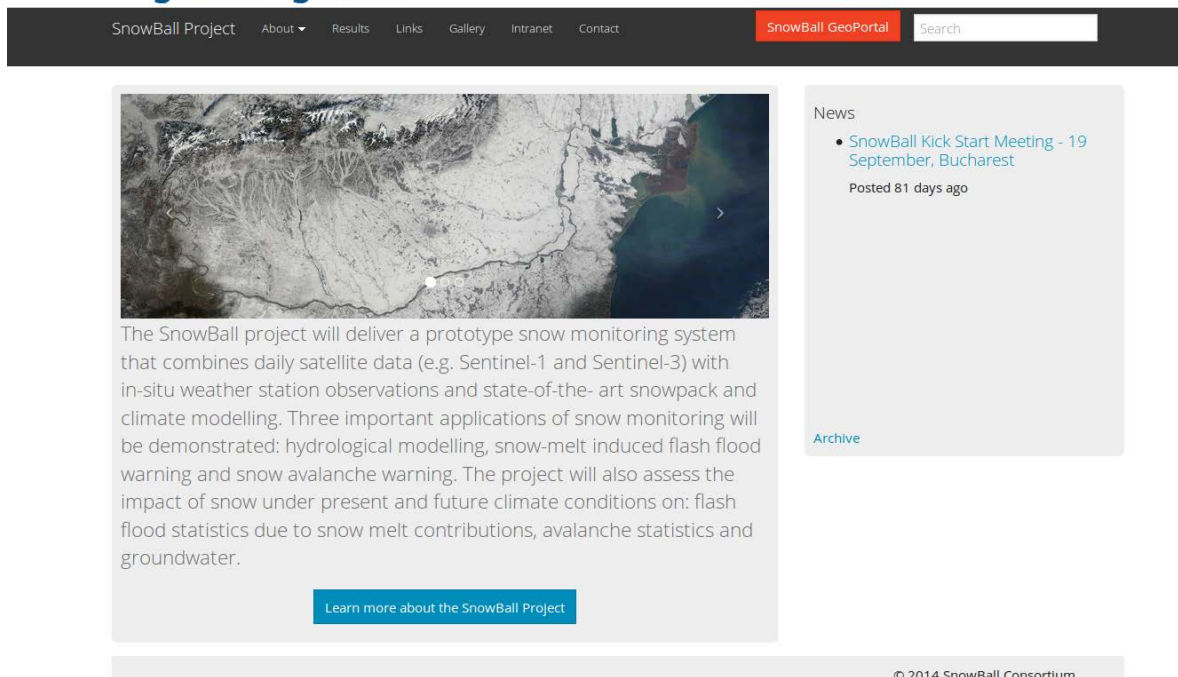 SnowBall Project About Results Links Gallery Intranet Contact SnowBall GeoPortal Search
News
SnowBall Kick Start Meeting - 19
September, Bucharest
Posted 81 days ago
Archive
The SnowBall project will deliver a prototype snow monitoring system
that combines daily satellite data (e.g. Sentinel-1 and Sentinel-3) with
in-situ weather station observations and state-of-the- art snowpack and
climate modelling. Three important applications of snow monitoring will
be demonstrated: hydrological modelling, snow-melt induced flash flood
warning and snow avalanche warning. The project will also assess the
impact of snow under present and future climate conditions on: flash
flood statistics due to snow melt contributions, avalanche statistics and
groundwater.
Learn more about the SnowBall Project
© 2014 SnowBall Consortium